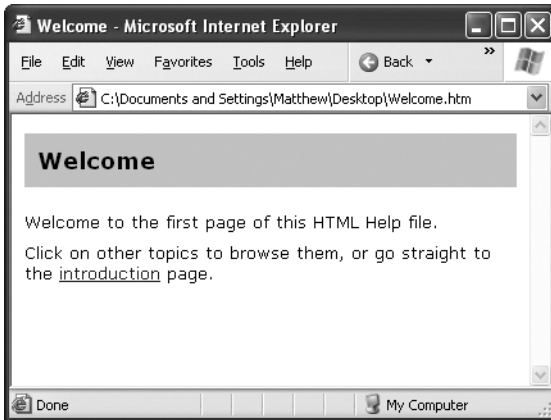 Welcome - Microsoft Internet Explorer
File Edit View Favorites Tools Help Back »
Address C:\Documents and Settings\Matthew\Desktop\Welcome.htm
Welcome
Welcome to the first page of this HTML Help file.
Click on other topics to browse them, or go straight to
the introduction page.
Done My Computer